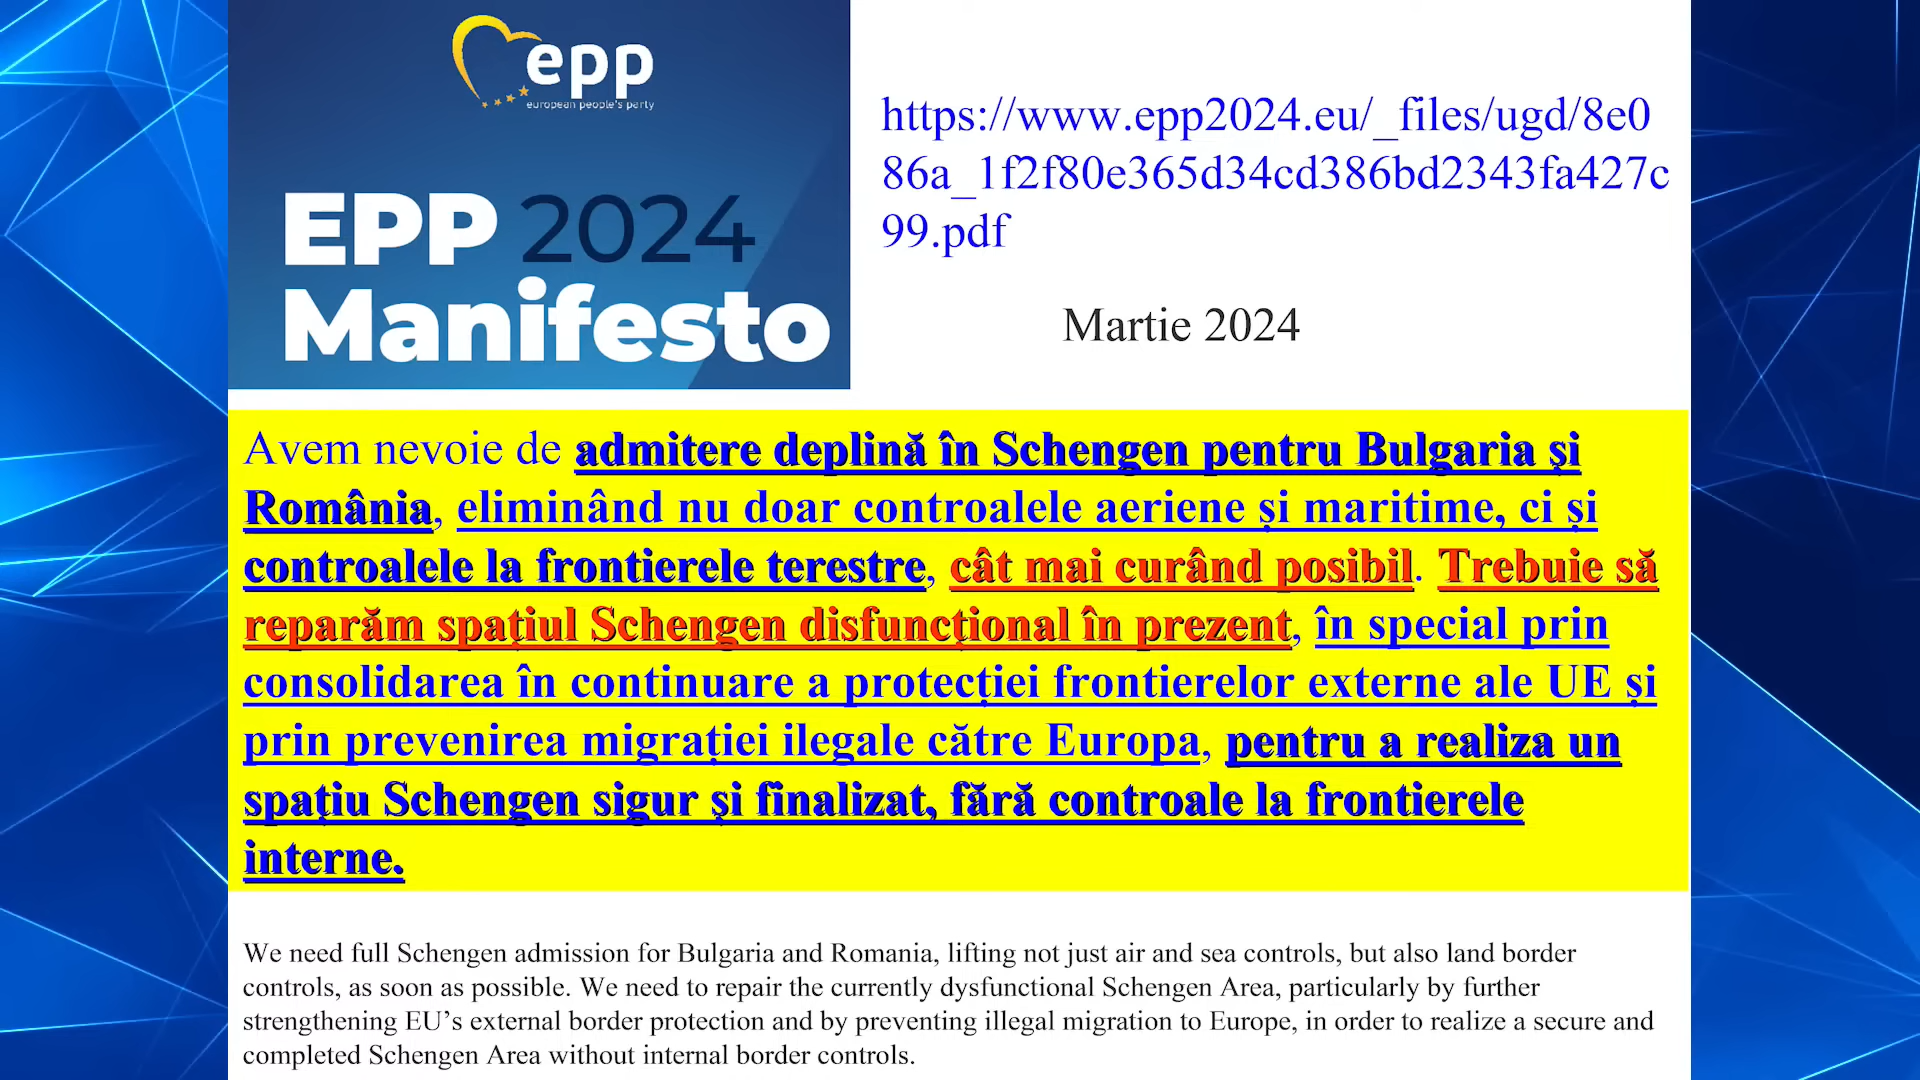 epp
european people's party
EPP 2024
Manifesto
https://www.epp2024.eu/_files/ugd/8e0
86a_1f2f80e365d34cd386bd2343fa427c
99.pdf
Martie 2024
Avem nevoie de admitere deplină în Schengen pentru Bulgaria și
România, eliminând nu doar controalele aeriene și maritime, ci și
controalele la frontierele terestre, cât mai curând posibil. Trebuie să
reparăm spațiul Schengen disfuncțional în prezent, în special prin
consolidarea în continuare a protecției frontierelor externe ale UE și
prin prevenirea migrației ilegale către Europa, pentru a realiza un
spațiu Schengen sigur și finalizat, fără controale la frontierele
interne.
We need full Schengen admission for Bulgaria and Romania, lifting not just air and sea controls, but also land border
controls, as soon as possible. We need to repair the currently dysfunctional Schengen Area, particularly by further
strengthening EU’s external border protection and by preventing illegal migration to Europe, in order to realize a secure and
completed Schengen Area without internal border controls.